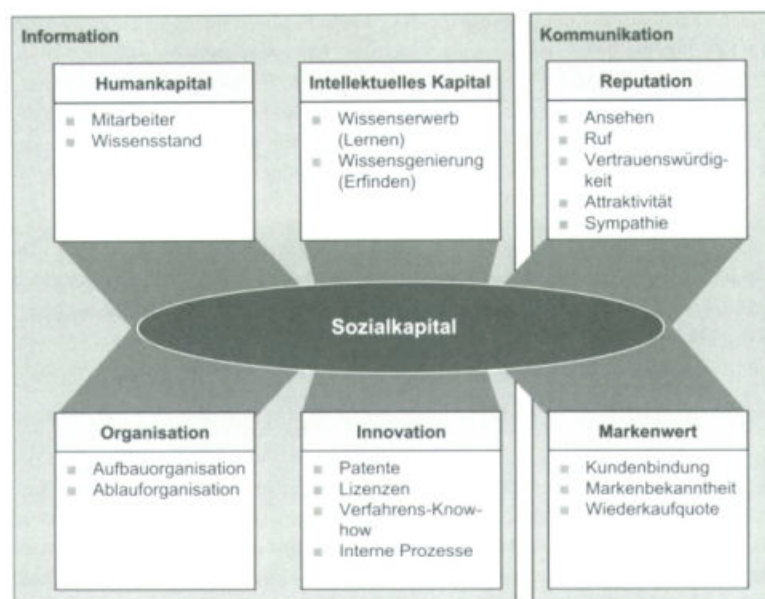 Information
Kommunikation
Humankapital
Mitarbeiter
Wissensstand
Intellektuelles Kapital
Wissenserwerb
(Lernen)
Wissensgenierung
(Erfinden)
Reputation
Ansehen
Ruf
Vertrauenswürdig-
keit
Attraktivität
Sympathie
Sozialkapital
Organisation
Aufbauorganisation
Ablauforganisation
Innovation
Patente
Lizenzen
Verfahrens-Know-
how
Interne Prozesse
Markenwert
Kundenbindung
Markenbekanntheit
Wiederkaufquote